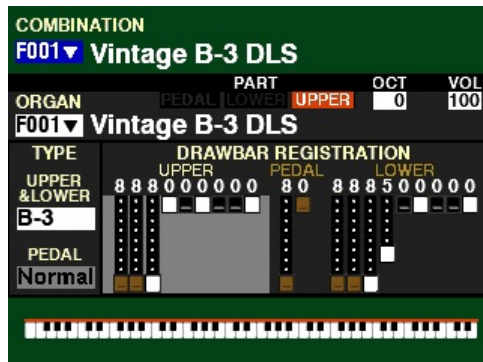 COMBINATION
F001▼ Vintage B-3 DLS
PART OCT VOL
ORGAN PEDAL LOWER UPPER 0 100
F001▼ Vintage B-3 DLS
TYPE DRAWBAR REGISTRATION
UPPER PEDAL LOWER
UPPER &LOWER
888000000 80 888500000
B-3
PEDAL
Normal